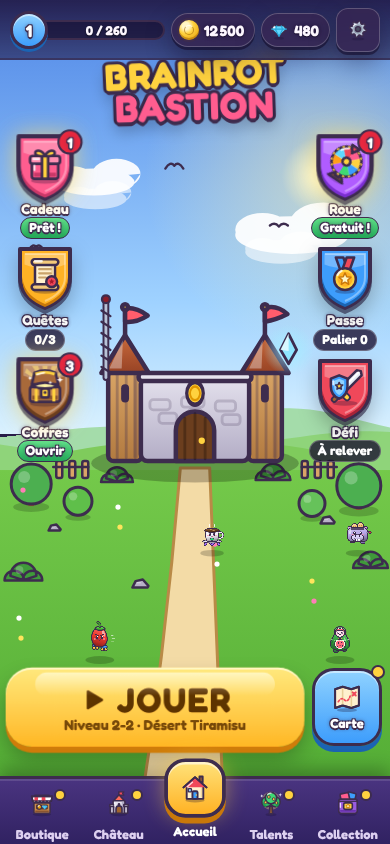 1
0 / 260
12 500
480
BRAINROT
BASTION
1
Cadeau
Prêt !
1
Roue
Gratuit !
Quêtes
0/3
Passe
Palier 0
3
Coffres
Ouvrir
Défi
À relever
JOUER
Niveau 2-2 · Désert Tiramisu
Carte
Boutique
Château
Accueil
Talents
Collection